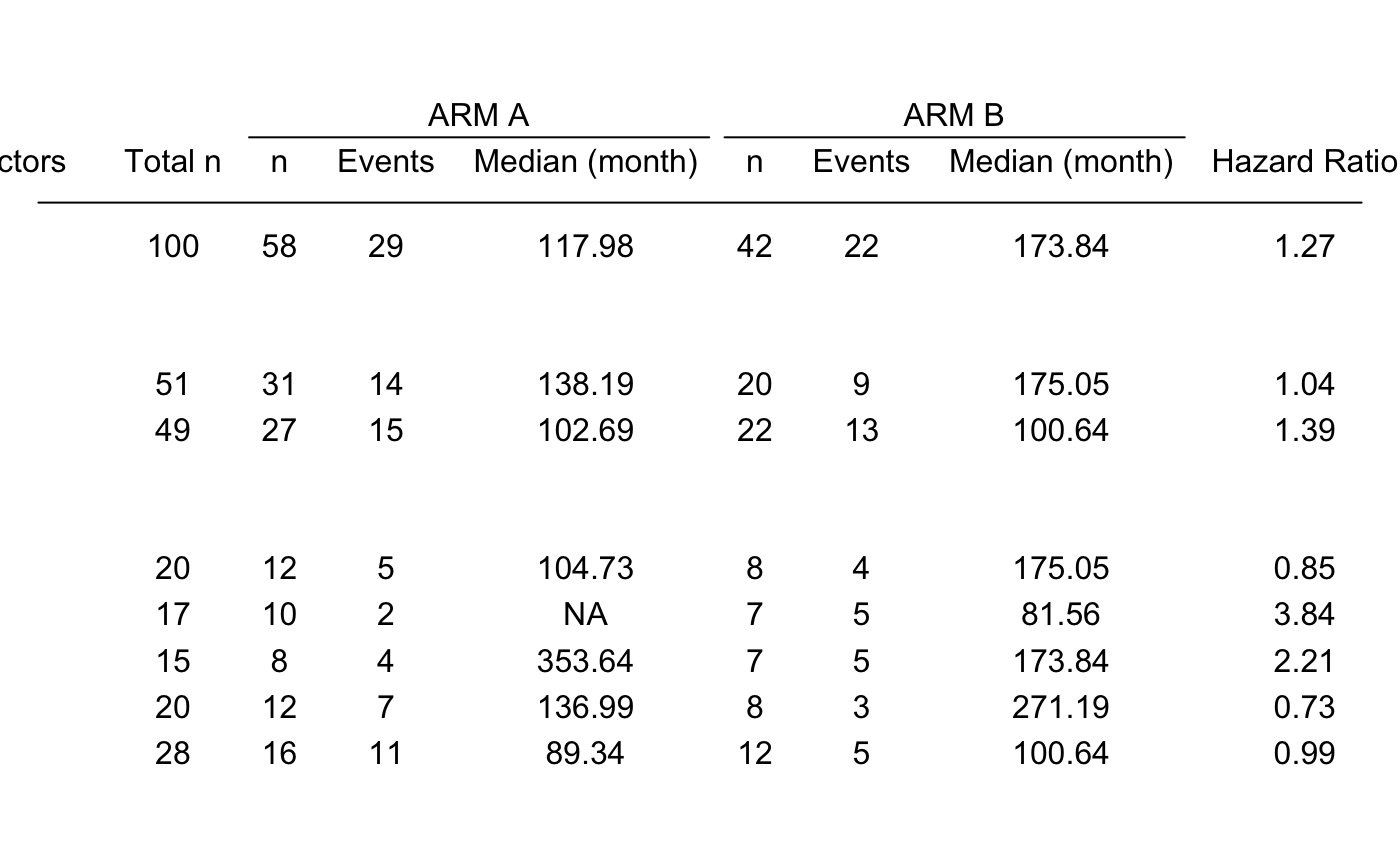 ARM A ARM B
ctors Total n n Events Median (month) n Events Median (month) Hazard Ratio
100 58 29 117.98 42 22 173.84 1.27
51 31 14 138.19 20 9 175.05 1.04
49 27 15 102.69 22 13 100.64 1.39
20 12 5 104.73 8 4 175.05 0.85
17 10 2 NA 7 5 81.56 3.84
15 8 4 353.64 7 5 173.84 2.21
20 12 7 136.99 8 3 271.19 0.73
28 16 11 89.34 12 5 100.64 0.99